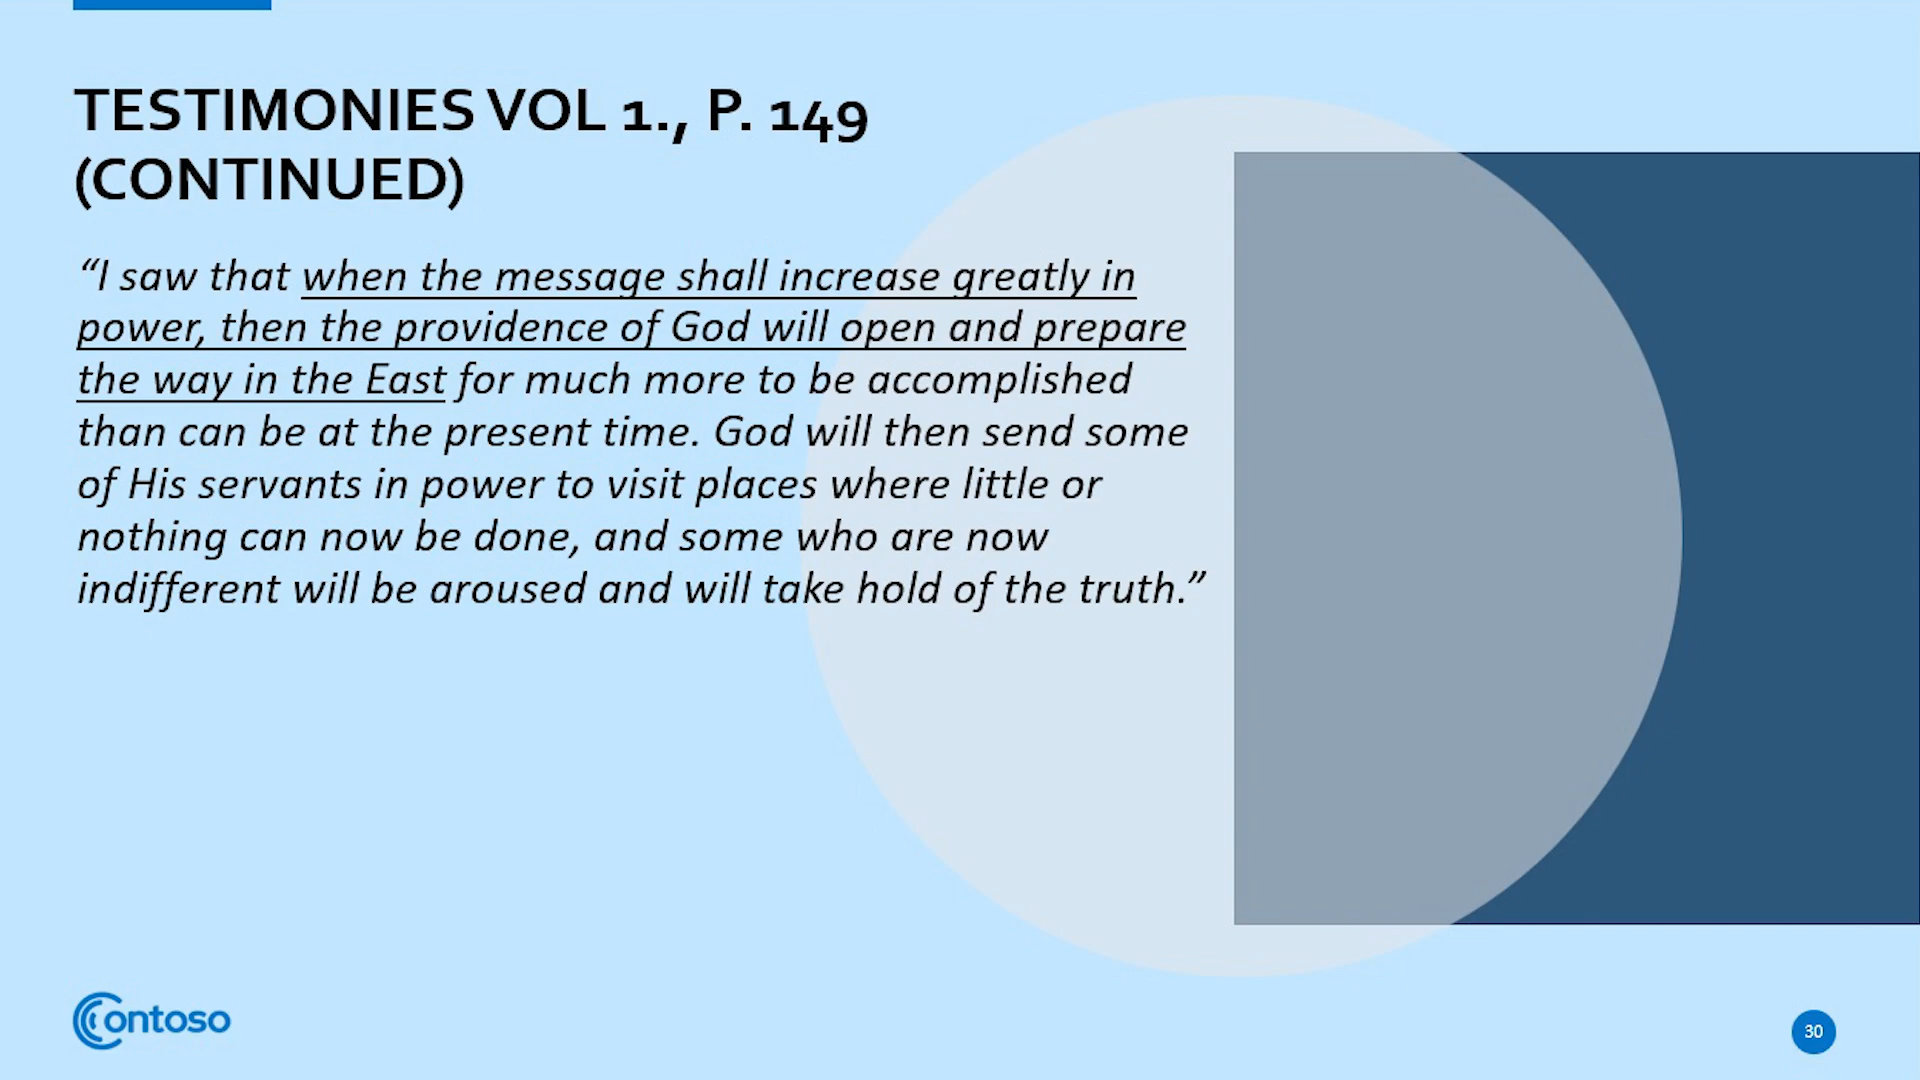 TESTIMONIES VOL 1., P. 149
(CONTINUED)
“I saw that when the message shall increase greatly in
power, then the providence of God will open and prepare
the way in the East for much more to be accomplished
than can be at the present time. God will then send some
of His servants in power to visit places where little or
nothing can now be done, and some who are now
indifferent will be aroused and will take hold of the truth.”
Contoso
30